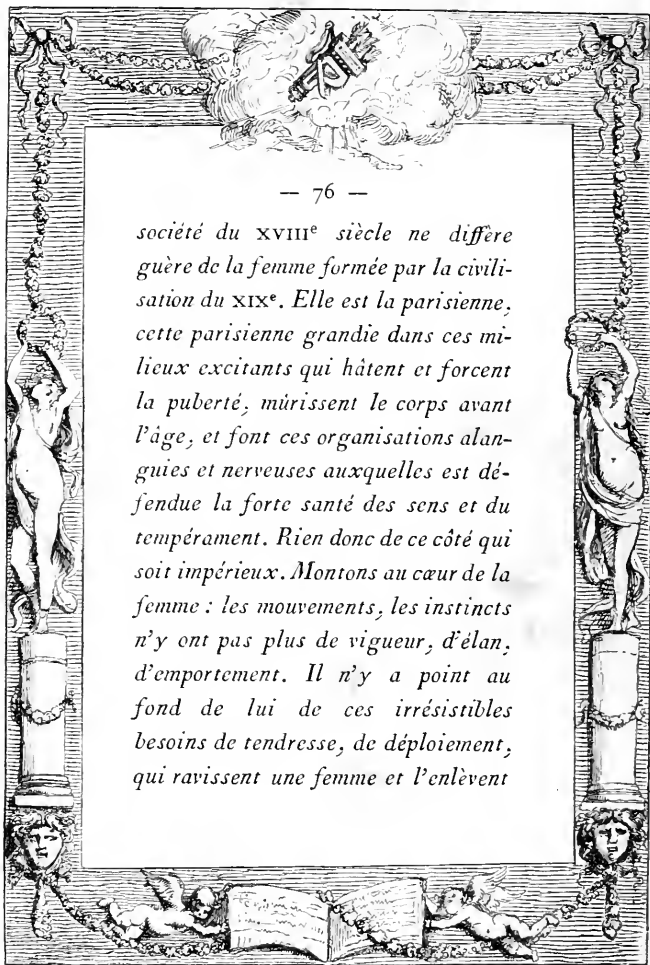 — 76 —
société du XVIIIe siècle ne diffère
guère de la femme formée par la civili-
sation du XIXe. Elle est la parisienne,
cette parisienne grandie dans ces mi-
lieux excitants qui hâtent et forcent
la puberté, mûrissent le corps avant
l'âge, et font ces organisations alan-
guies et nerveuses auxquelles est dé-
fendue la forte santé des sens et du
tempérament. Rien donc de ce côté qui
soit impérieux. Montons au cœur de la
femme : les mouvements, les instincts
n'y ont pas plus de vigueur, d'élan,
d'emportement. Il n'y a point au
fond de lui de ces irrésistibles
besoins de tendresse, de déploiement,
qui ravissent une femme et l'enlèvent